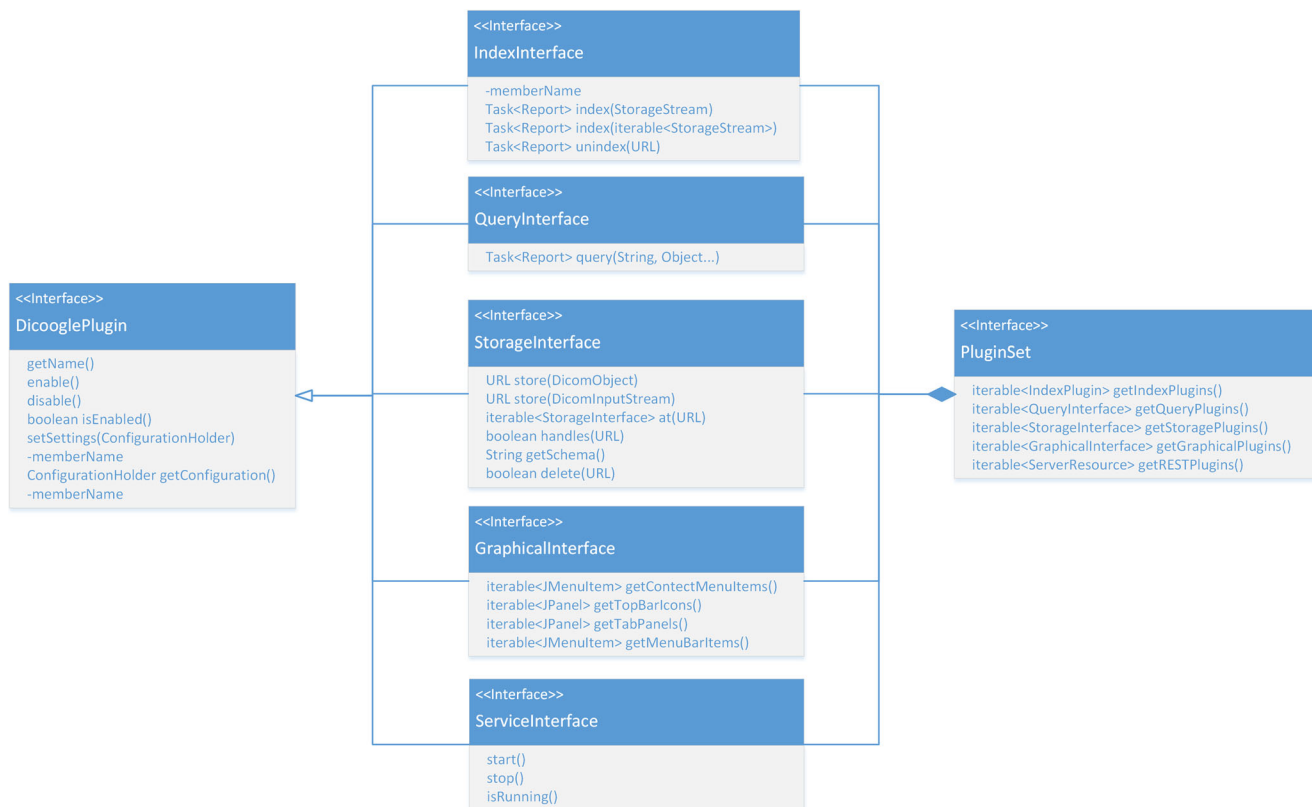 <<Interface>>
IndexInterface
-memberName
Task<Report> index(StorageStream)
Task<Report> index(iterable<StorageStream>)
Task<Report> unindex(URL)
<<Interface>>
QueryInterface
Task<Report> query(String, Object...)
<<Interface>>
DicooglePlugin
getName()
enable()
disable()
boolean isEnabled()
setSettings(ConfigurationHolder)
-memberName
ConfigurationHolder getConfiguration()
-memberName
<<Interface>>
StorageInterface
URL store(DicomObject)
URL store(DicomInputStream)
iterable<StorageInterface> at(URL)
boolean handles(URL)
String getSchema()
boolean delete(URL)
<<Interface>>
PluginSet
iterable<IndexPlugin> getIndexPlugins()
iterable<QueryInterface> getQueryPlugins()
iterable<StorageInterface> getStoragePlugins()
iterable<GraphicalInterface> getGraphicalPlugins()
iterable<ServerResource> getRESTPlugins()
<<Interface>>
GraphicalInterface
iterable<JMenuItem> getContectMenuItems()
iterable<JPanel> getTopBarIcons()
iterable<JPanel> getTabPanels()
iterable<JMenuItem> getMenuBarItems()
<<Interface>>
ServiceInterface
start()
stop()
isRunning()